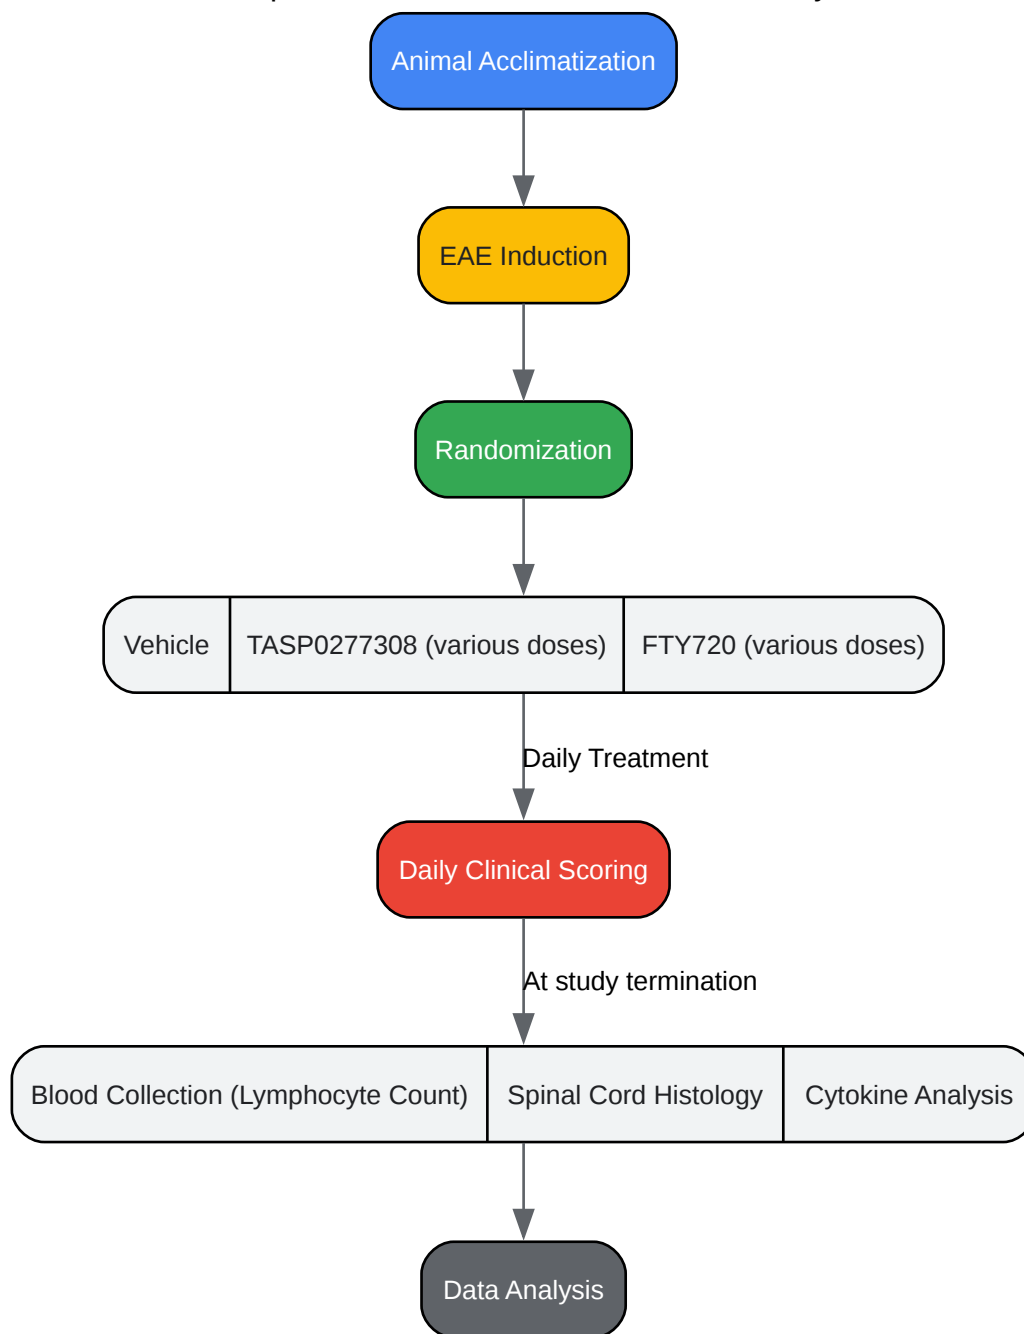 Animal Acclimatization
EAE Induction
Randomization
Vehicle TASP0277308 (various doses) FTY720 (various doses)
Daily Treatment
Daily Clinical Scoring
At study termination
Blood Collection (Lymphocyte Count) Spinal Cord Histology Cytokine Analysis
Data Analysis